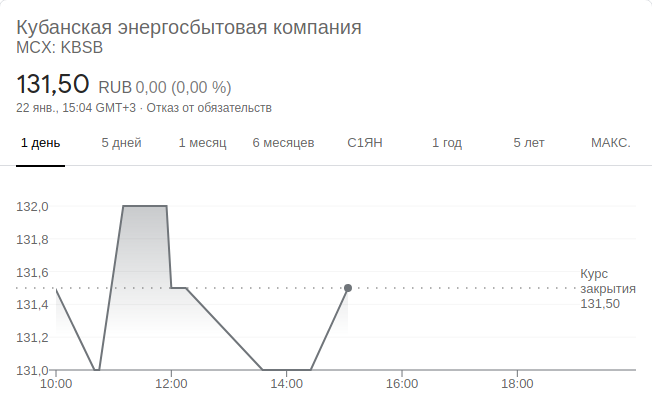 Кубанская энергосбытовая компания
MCX: KBSB
131,50 RUB 0,00 (0,00 %)
22 янв., 15:04 GMT+3 · Отказ от обязательств
1 день 5 дней 1 месяц 6 месяцев С1ЯН 1 год 5 лет МАКС.
132,0
131,8
131,6
131,4
131,2
131,0
Курс
закрытия
131,50
10:00 12:00 14:00 16:00 18:00